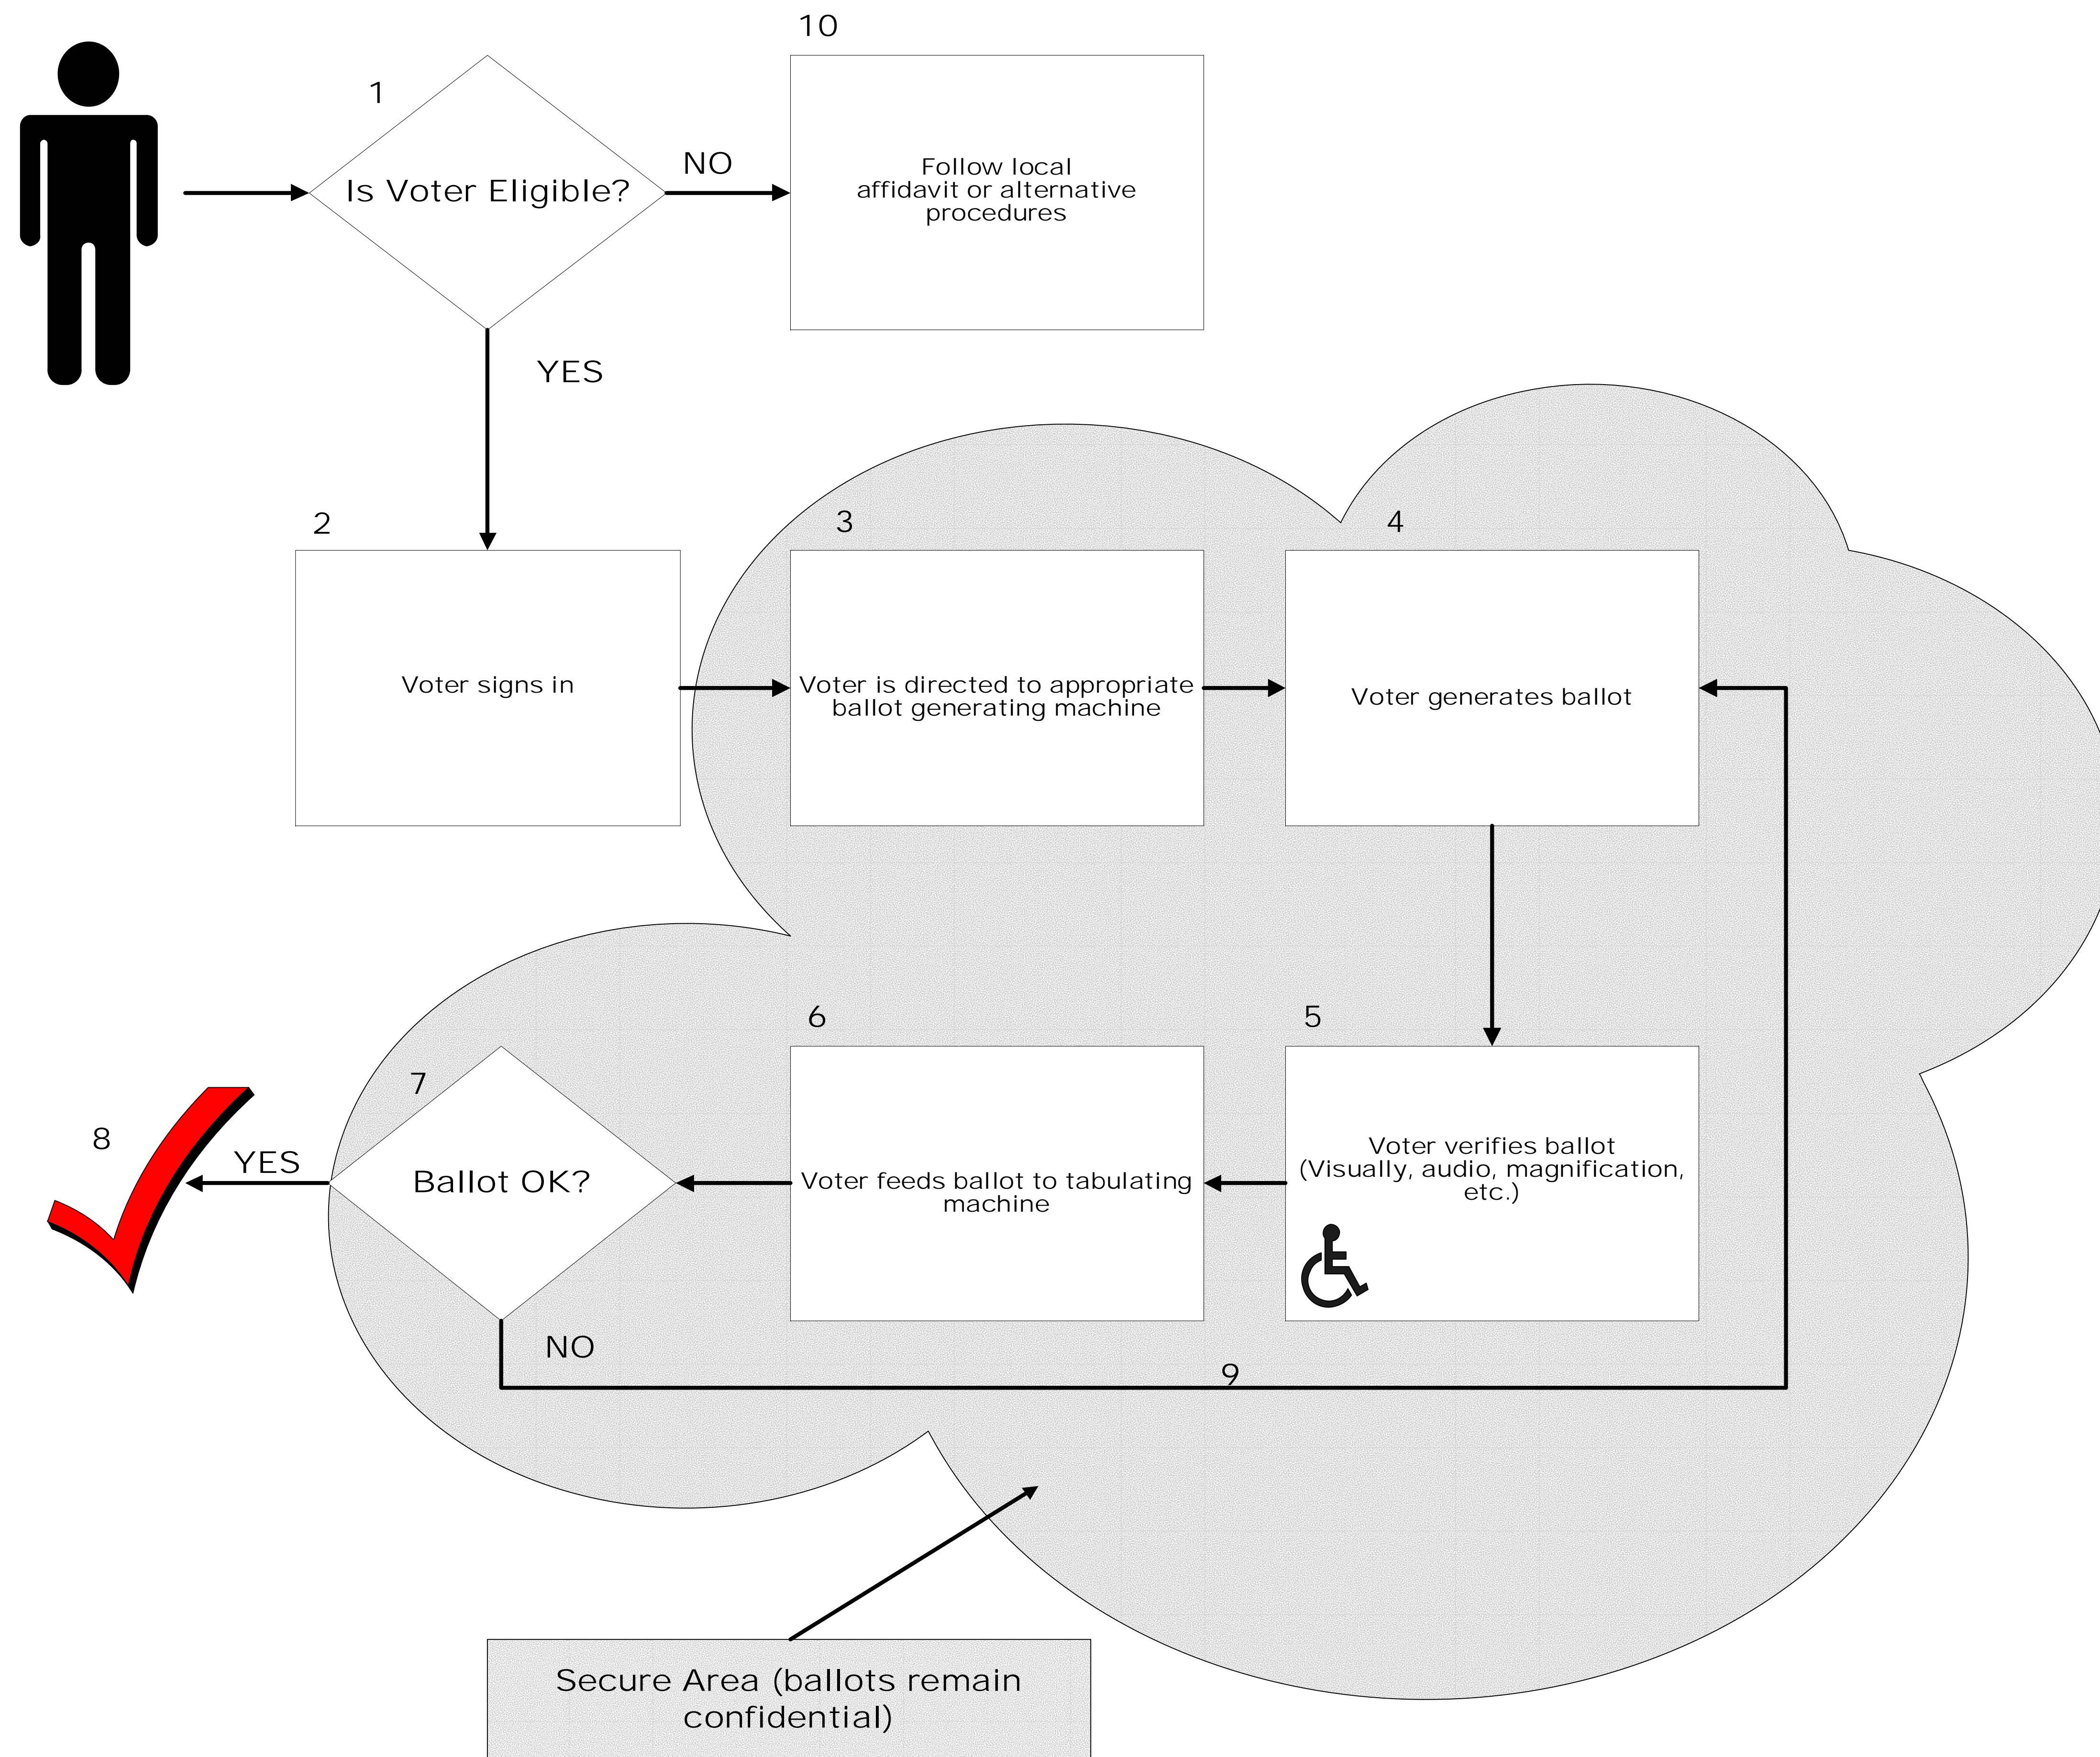 10
1
Is Voter Eligible?
NO
Follow local
affidavit or alternative
procedures
YES
2
Voter signs in
3
Voter is directed to appropriate
ballot generating machine
4
Voter generates ballot
5
Voter verifies ballot
(Visually, audio, magnification,
etc.)
6
Voter feeds ballot to tabulating
machine
7
Ballot OK?
YES
8
NO
9
Secure Area (ballots remain
confidential)